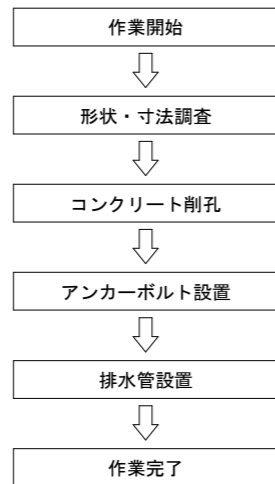 作業開始
形状・寸法調査
コンクリート削孔
アンカーボルト設置
排水管設置
作業完了